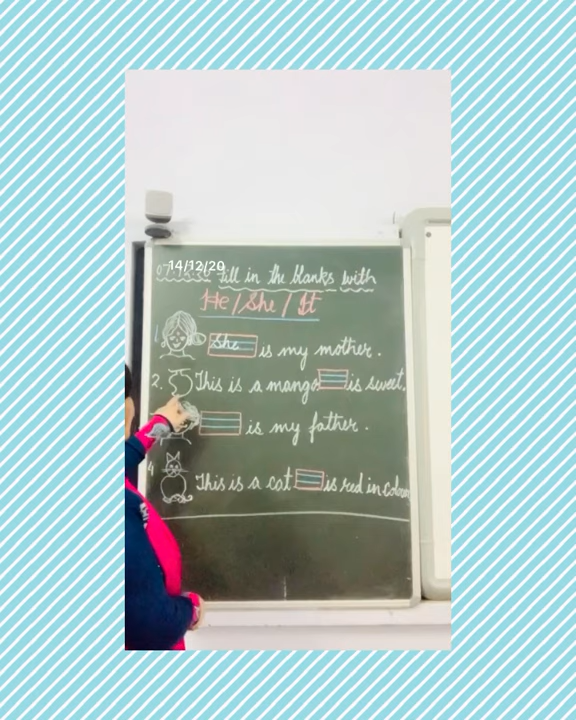 14/12/20
Fill in the blanks with
He/She/It
1. She is my mother.
2. This is a mango is sweet.
is my father.
4 This is a cat is red in colour